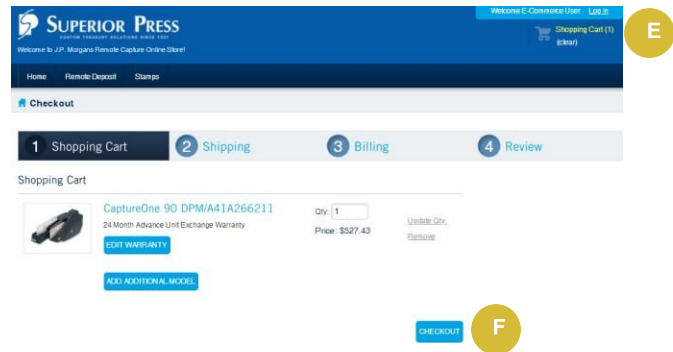 Welcome E-Commerce User Log in
SUPERIOR PRESS
CUSTOM TREASURY SOLUTIONS SINCE 1931
Shopping Cart (1)
(clear)
E
Welcome to J.P. Morgans Remote Capture Online Store!
Home Remote Deposit Stamps
Checkout
1 Shopping Cart 2 Shipping 3 Billing 4 Review
Shopping Cart
CaptureOne 90 DPM/A41A266211
24 Month Advance Unit Exchange Warranty
EDIT WARRANTY
Qty: 1
Price: $527.43
Update Qty.
Remove
ADD ADDITIONAL MODEL
CHECKOUT
F